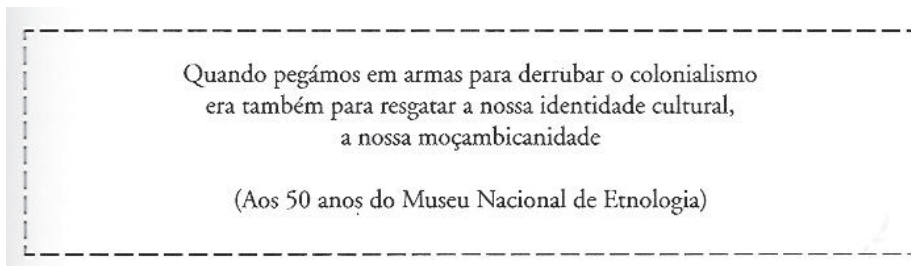 Quando pegámos em armas para derrubar o colonialismo
era também para resgatar a nossa identidade cultural,
a nossa moçambicanidade
(Aos 50 anos do Museu Nacional de Etnologia)